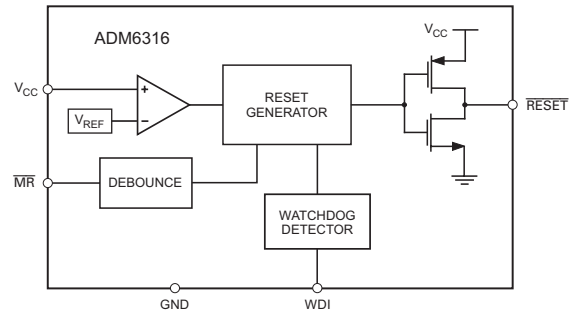 ADM6316
VCC
VCC
+
RESET
GENERATOR
RESET
VREF
−
MR
DEBOUNCE
WATCHDOG
DETECTOR
GND
WDI